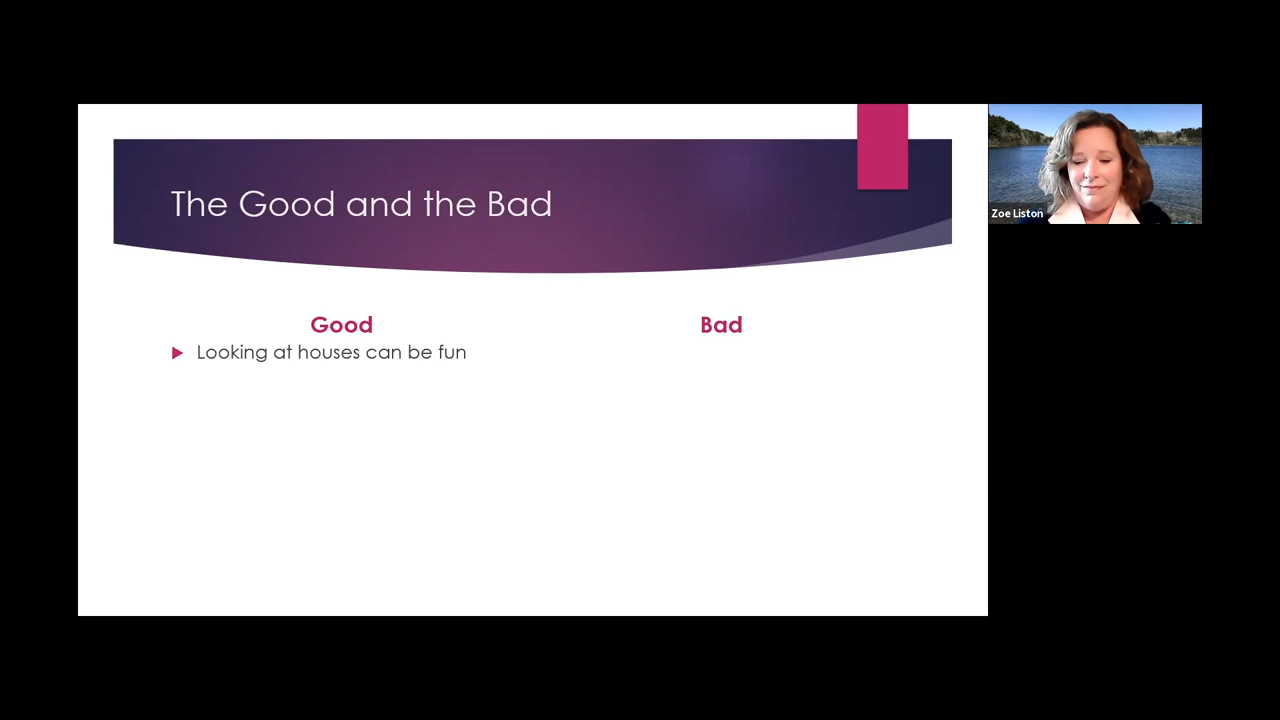 The Good and the Bad
Good
Looking at houses can be fun
Bad
Zoe Liston